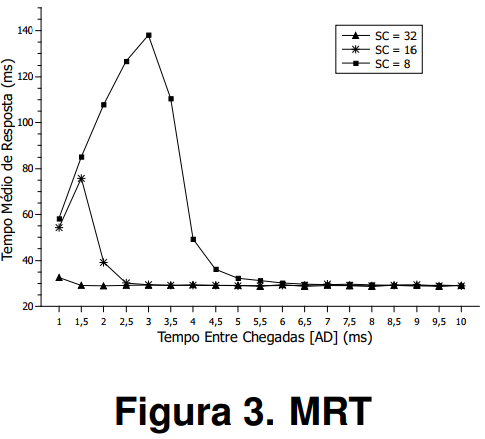 140
120
100
80
60
40
20
Tempo Médio de Resposta (ms)
SC = 32
SC = 16
SC = 8
1 1,5 2 2,5 3 3,5 4 4,5 5 5,5 6 6,5 7 7,5 8 8,5 9 9,5 10
Tempo Entre Chegadas [AD] (ms)
Figura 3. MRT